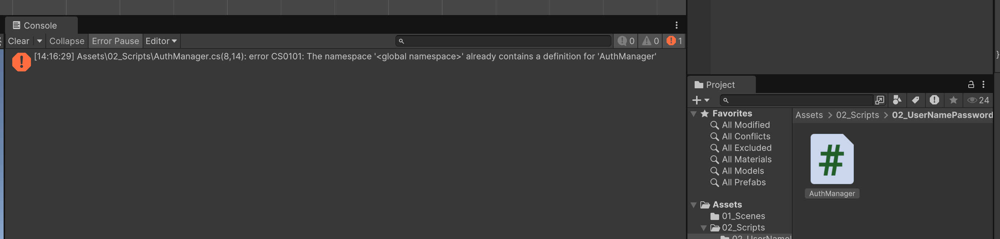 Console
Clear Collapse Error Pause Editor 0 0 1
[14:16:29] Assets\02_Scripts\AuthManager.cs(8,14): error CS0101: The namespace '<global namespace>' already contains a definition for 'AuthManager'
}
Project
24
Favorites
All Modified
All Conflicts
All Excluded
All Materials
All Models
All Prefabs
Assets
01_Scenes
02_Scripts
Assets > 02_Scripts > 02_UserNamePassword
#
AuthManager